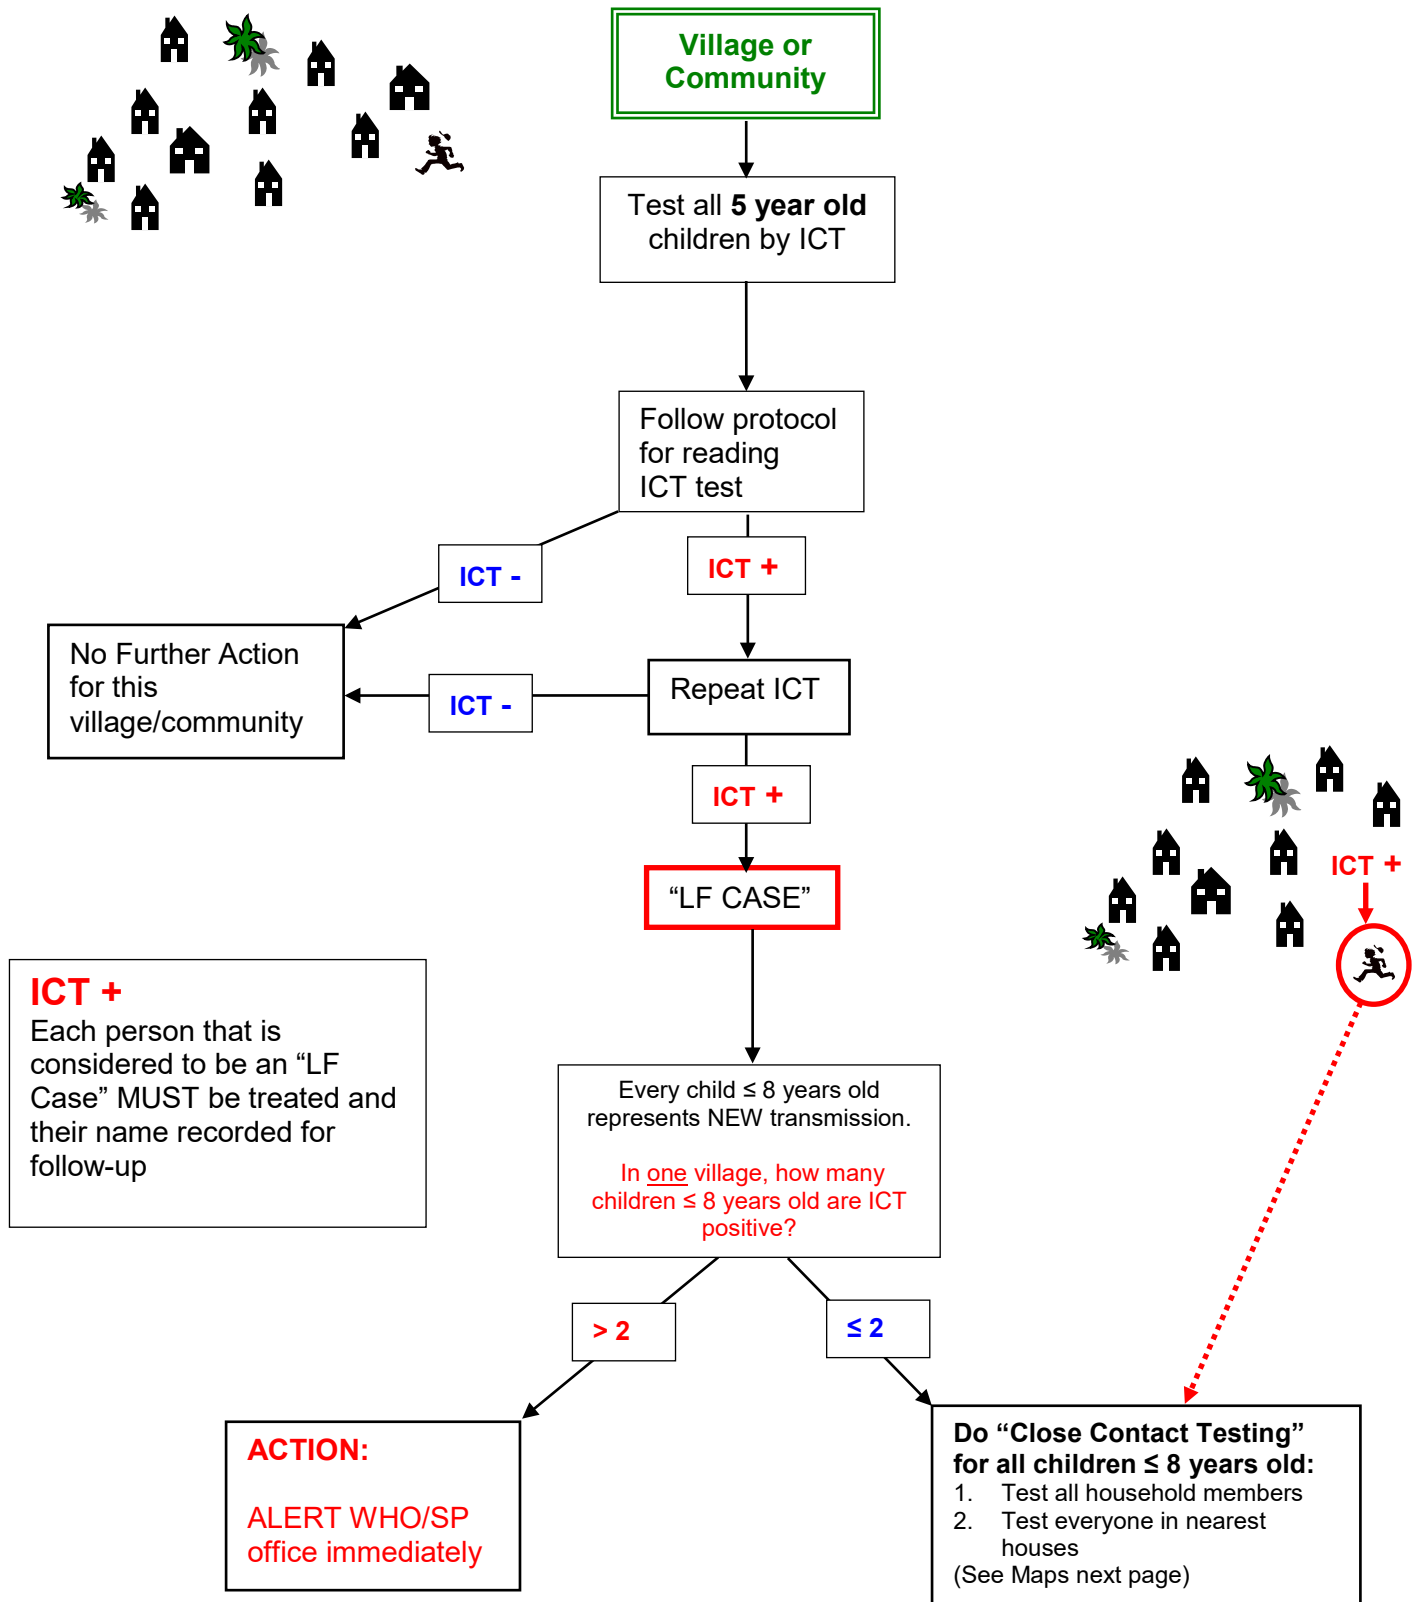 Village or
Community
Test all 5 year old
children by ICT
Follow protocol
for reading
ICT test
ICT -
ICT +
No Further Action
for this
village/community
ICT -
Repeat ICT
ICT +
“LF CASE”
ICT +
ICT +
Each person that is
considered to be an “LF
Case” MUST be treated and
their name recorded for
follow-up
Every child ≤ 8 years old
represents NEW transmission.
In one village, how many
children ≤ 8 years old are ICT
positive?
> 2
≤ 2
ACTION:
ALERT WHO/SP
office immediately
Do “Close Contact Testing”
for all children ≤ 8 years old:
1. Test all household members
2. Test everyone in nearest
houses
(See Maps next page)